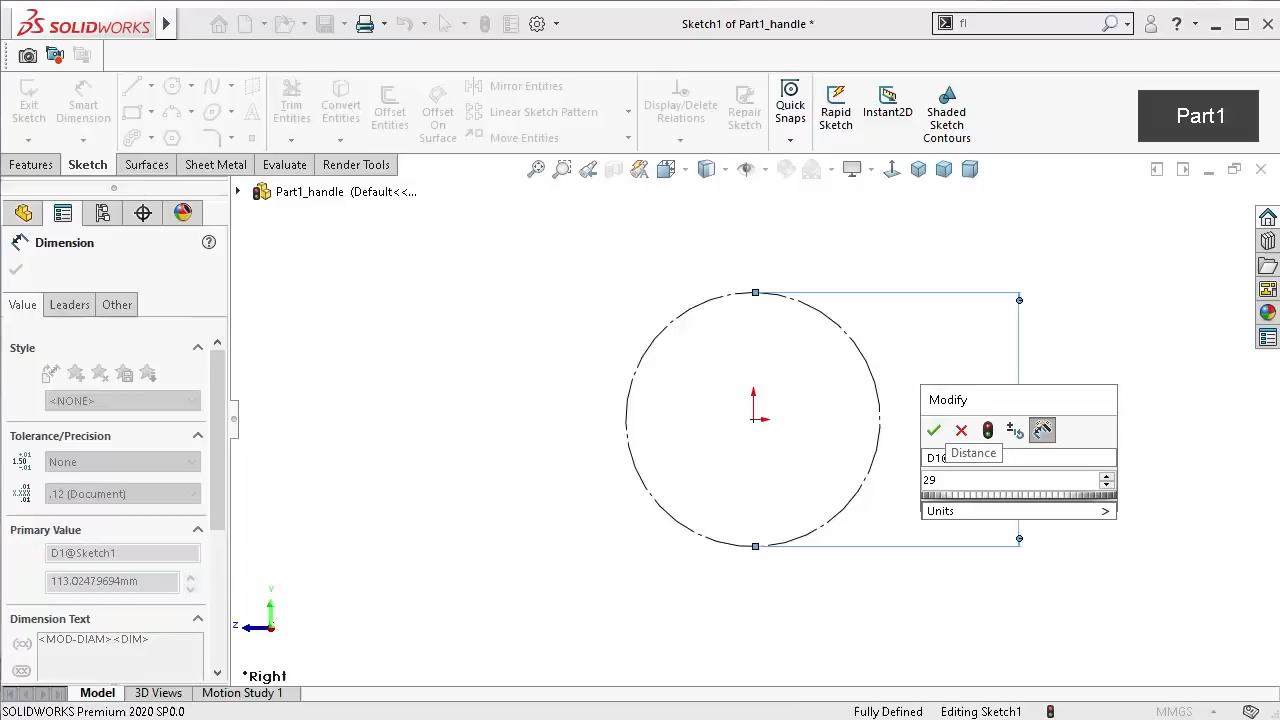 SOLIDWORKS
Sketch1 of Part1_handle *
fl
?
Exit
Sketch
Smart
Dimension
Trim
Entities
Convert
Entities
Offset
Entities
Offset
On
Surface
Mirror Entities
Linear Sketch Pattern
Move Entities
Display/Delete
Relations
Repair
Sketch
Quick
Snaps
Rapid
Sketch
Instant2D
Shaded
Sketch
Contours
Part1
Features
Sketch
Surfaces
Sheet Metal
Evaluate
Render Tools
Part1_handle (Default<<...
Dimension
?
Value
Leaders
Other
Style
<NONE>
Tolerance/Precision
None
.12 (Document)
Primary Value
D1@Sketch1
113.02479694mm
Dimension Text
<MOD-DIAM><DIM>
Modify
Distance
D1@
29
Units >
Y
Z
*Right
Model
3D Views
Motion Study 1
SOLIDWORKS Premium 2020 SP0.0
Fully Defined
Editing Sketch1
MMGS